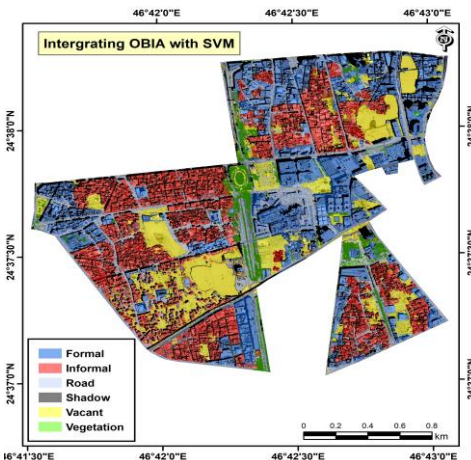 46°42'0"E 46°42'30"E 46°43'0"E
Intergrating OBIA with SVM
24°38'0"N
24°37'30"N
24°37'0"N
Formal
Informal
Road
Shadow
Vacant
Vegetation
0 0.2 0.4 0.6 0.8
km
46°41'30"E 46°42'0"E 46°42'30"E 46°43'0"E